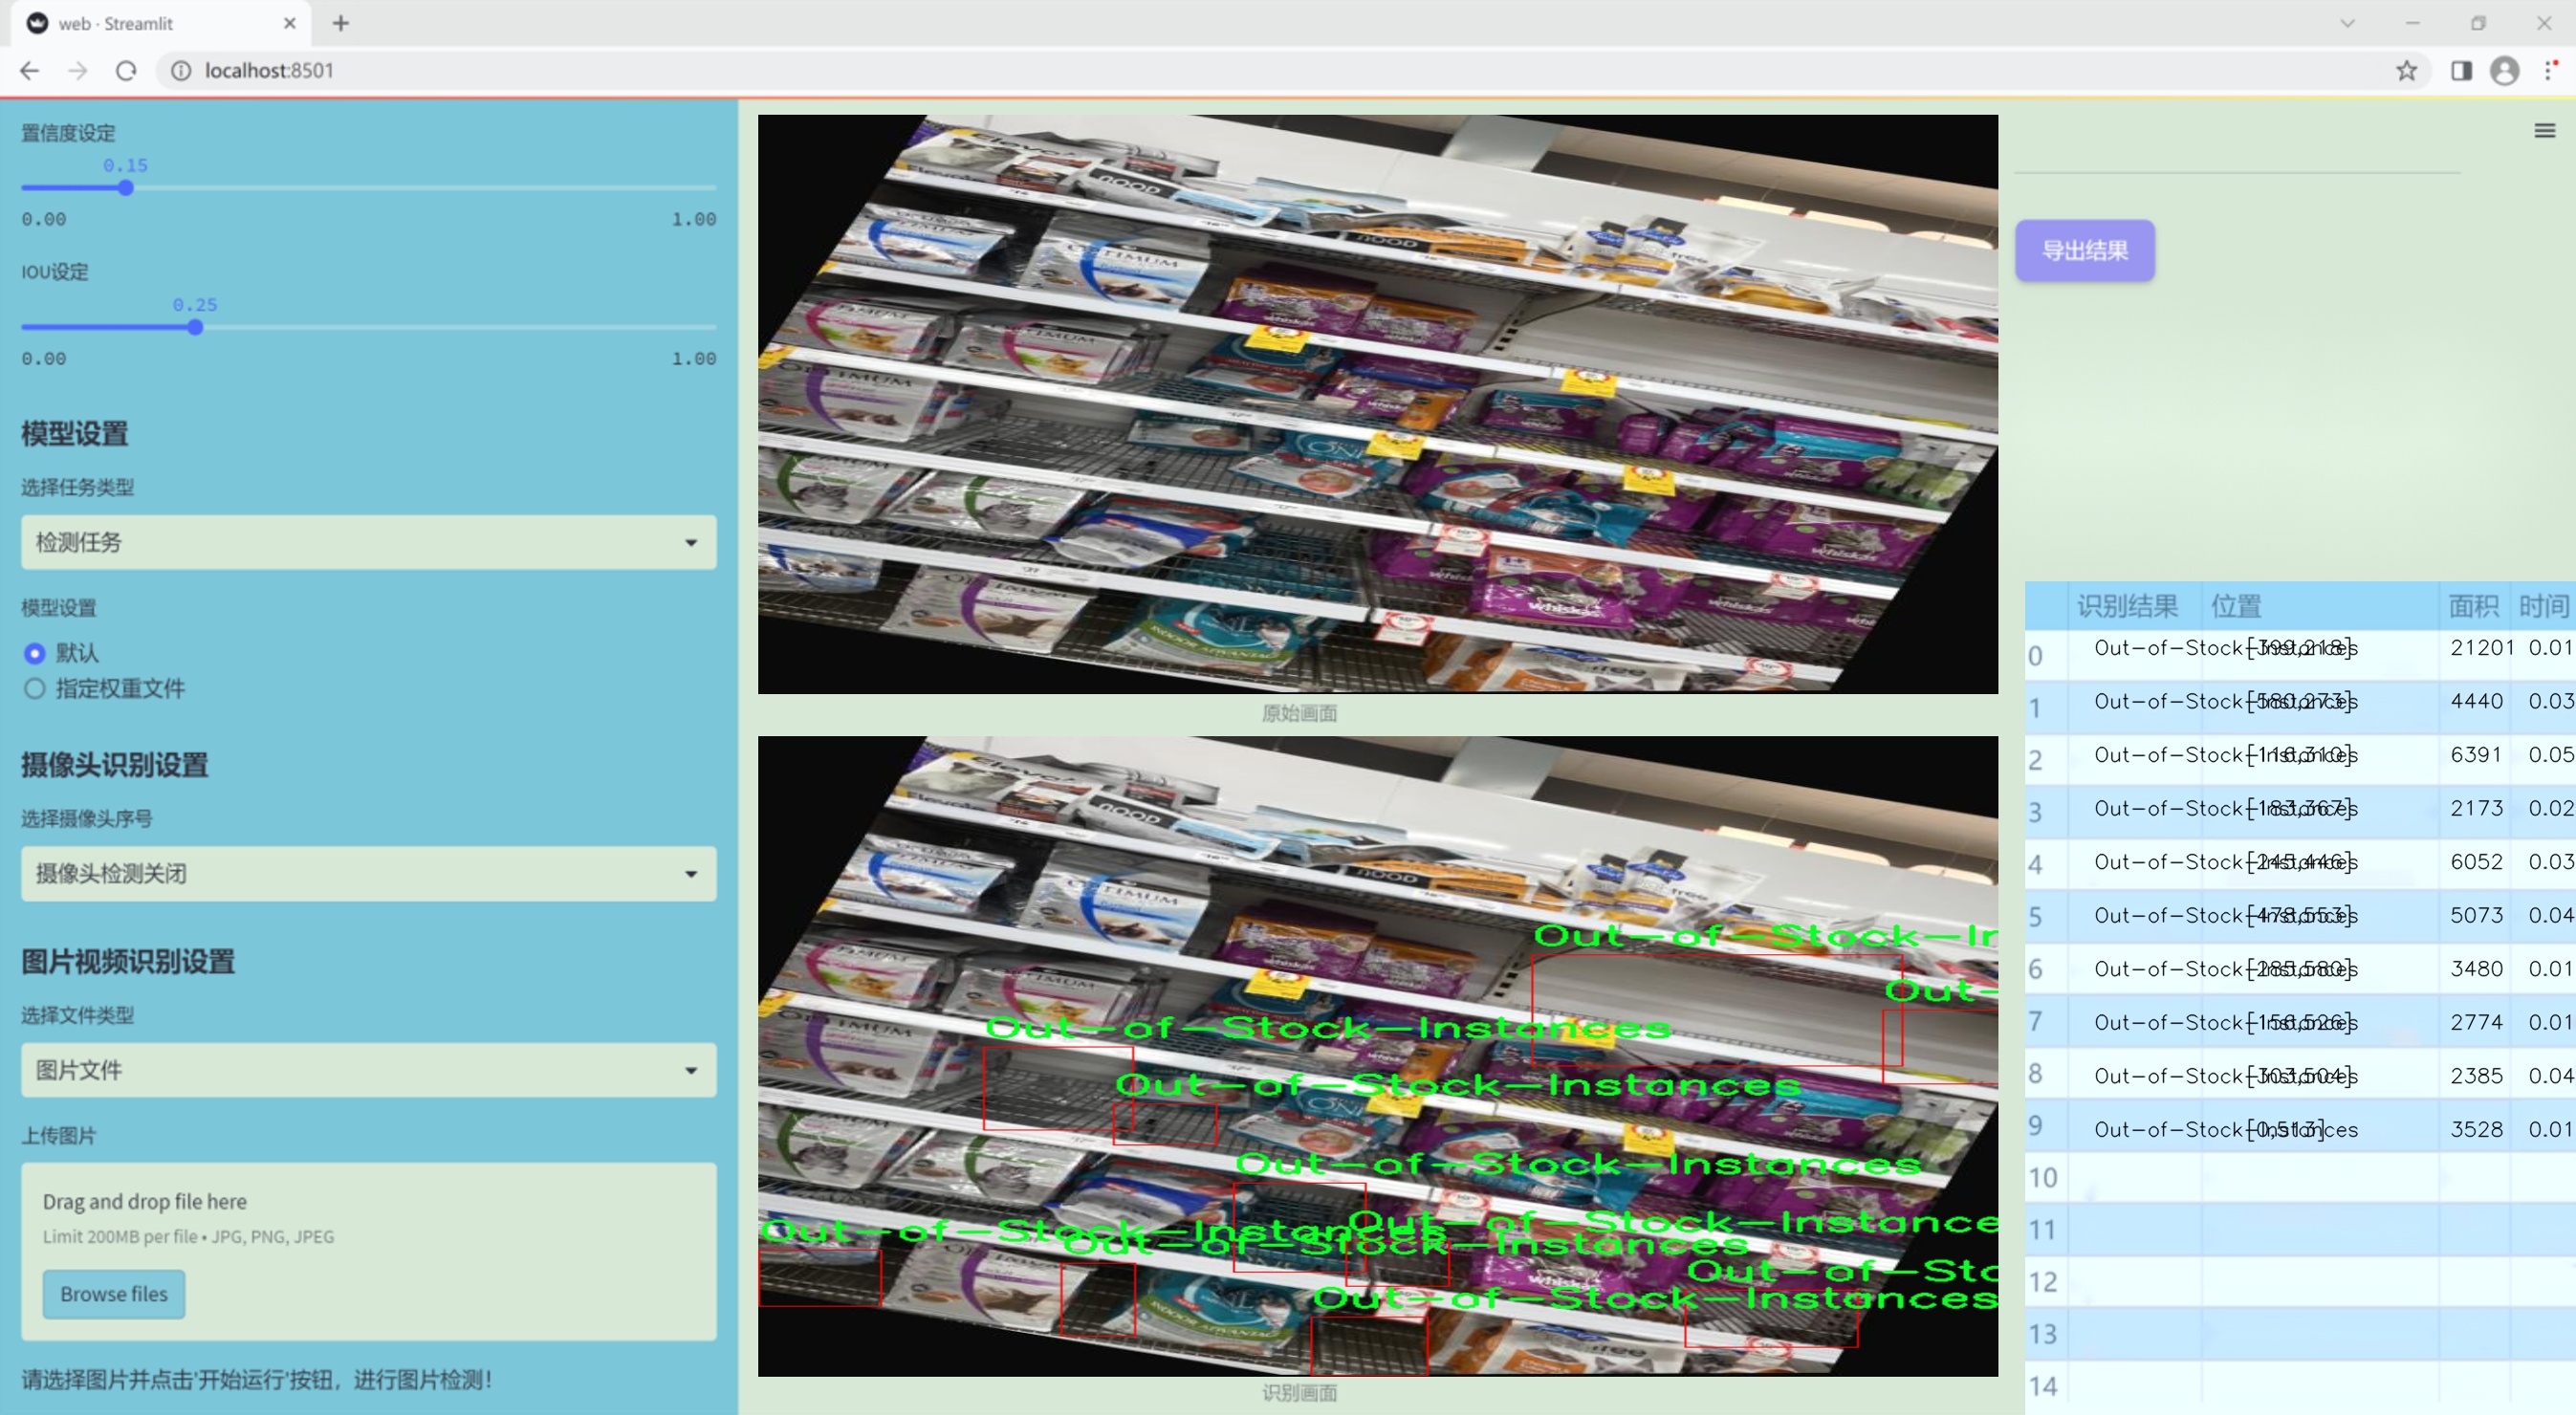 web · Streamlit
localhost:8501
置信度设定
0.15
0.00 1.00
IOU设定
0.25
0.00 1.00
模型设置
选择任务类型
检测任务
模型设置
默认
指定权重文件
摄像头识别设置
选择摄像头序号
摄像头检测关闭
图片视频识别设置
选择文件类型
图片文件
上传图片
Drag and drop file here
Limit 200MB per file • JPG, PNG, JPEG
Browse files
请选择图片并点击'开始运行'按钮，进行图片检测！
NOOD
NOOD
OPTIMUM
ONE
whiskas
whiskas
INDOOR ADVANTAGE
原始画面
NOOD
NOOD
Out-of-Stock-In
Out-
Out-of-Stock-Instances
Out-of-Stock-Instances
Out-of-Stock-Instances
Out-of-Stock-Instances
Out-of-Stock-Instance
Out-of-Stock-Instances
Out-of-Sto
Out-of-Stock-Instances
whiskas
INDOOR ADVANTAGE
识别画面
导出结果
识别结果 位置 面积 时间
0 Out-of-Stock-Instances [399,218] 21201 0.01
1 Out-of-Stock-Instances [580,273] 4440 0.03
2 Out-of-Stock-Instances [116,310] 6391 0.05
3 Out-of-Stock-Instances [183,367] 2173 0.02
4 Out-of-Stock-Instances [245,446] 6052 0.03
5 Out-of-Stock-Instances [478,553] 5073 0.04
6 Out-of-Stock-Instances [285,580] 3480 0.01
7 Out-of-Stock-Instances [156,526] 2774 0.01
8 Out-of-Stock-Instances [303,504] 2385 0.04
9 Out-of-Stock-Instances [0,513] 3528 0.01
10
11
12
13
14